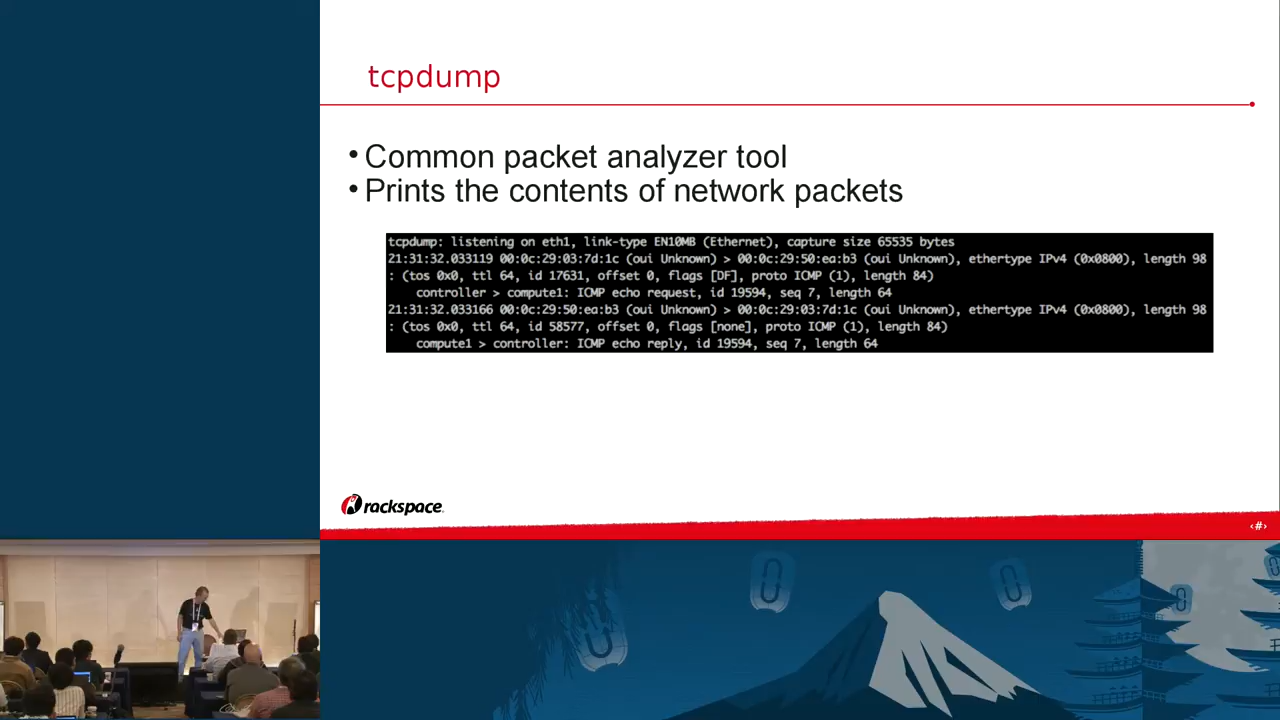 tcpdump
• Common packet analyzer tool
• Prints the contents of network packets
tcpdump: listening on eth1, link-type EN10MB (Ethernet), capture size 65535 bytes
21:31:32.033119 00:0c:29:03:7d:1c (oui Unknown) > 00:0c:29:50:ea:b3 (oui Unknown), ethertype IPv4 (0x0800), length 98
: (tos 0x0, ttl 64, id 17631, offset 0, flags [DF], proto ICMP (1), length 84)
controller > compute1: ICMP echo request, id 19594, seq 7, length 64
21:31:32.033166 00:0c:29:50:ea:b3 (oui Unknown) > 00:0c:29:03:7d:1c (oui Unknown), ethertype IPv4 (0x0800), length 98
: (tos 0x0, ttl 64, id 58577, offset 0, flags [none], proto ICMP (1), length 84)
compute1 > controller: ICMP echo reply, id 19594, seq 7, length 64
rackspace.
‹#›